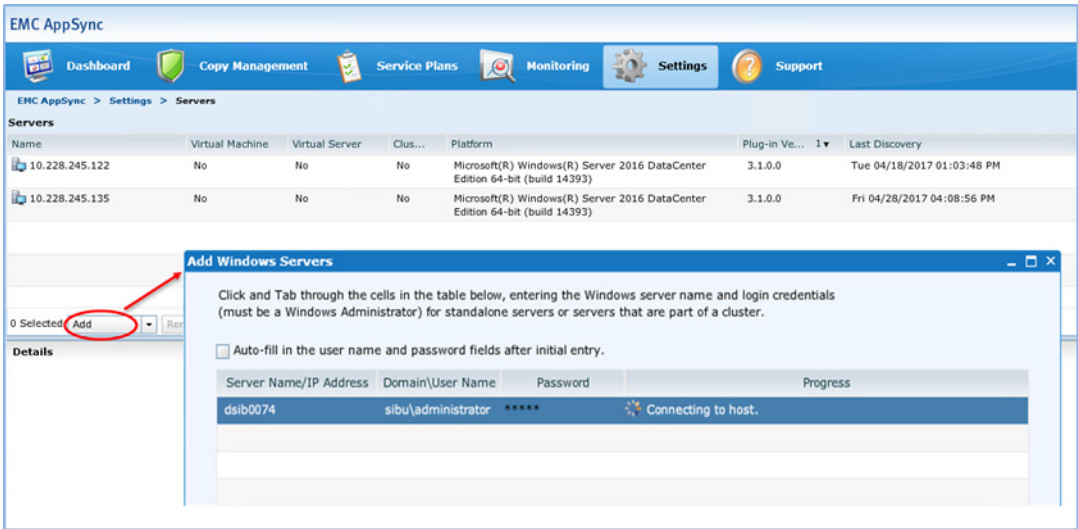 EMC AppSync
Dashboard Copy Management Service Plans Monitoring Settings Support
EMC AppSync > Settings > Servers
Servers
Name Virtual Machine Virtual Server Clus... Platform Plug-in Ve... 1 Last Discovery
10.228.245.122 No No No Microsoft(R) Windows(R) Server 2016 DataCenter 3.1.0.0 Tue 04/18/2017 01:03:48 PM
Edition 64-bit (build 14393)
10.228.245.135 No No No Microsoft(R) Windows(R) Server 2016 DataCenter 3.1.0.0 Fri 04/28/2017 04:08:56 PM
Edition 64-bit (build 14393)
Add Windows Servers
Click and Tab through the cells in the table below, entering the Windows server name and login credentials
(must be a Windows Administrator) for standalone servers or servers that are part of a cluster.
0 Selected Add Rer
Details
Auto-fill in the user name and password fields after initial entry.
Server Name/IP Address Domain\User Name Password Progress
dsib0074 sibu\administrator ***** Connecting to host.